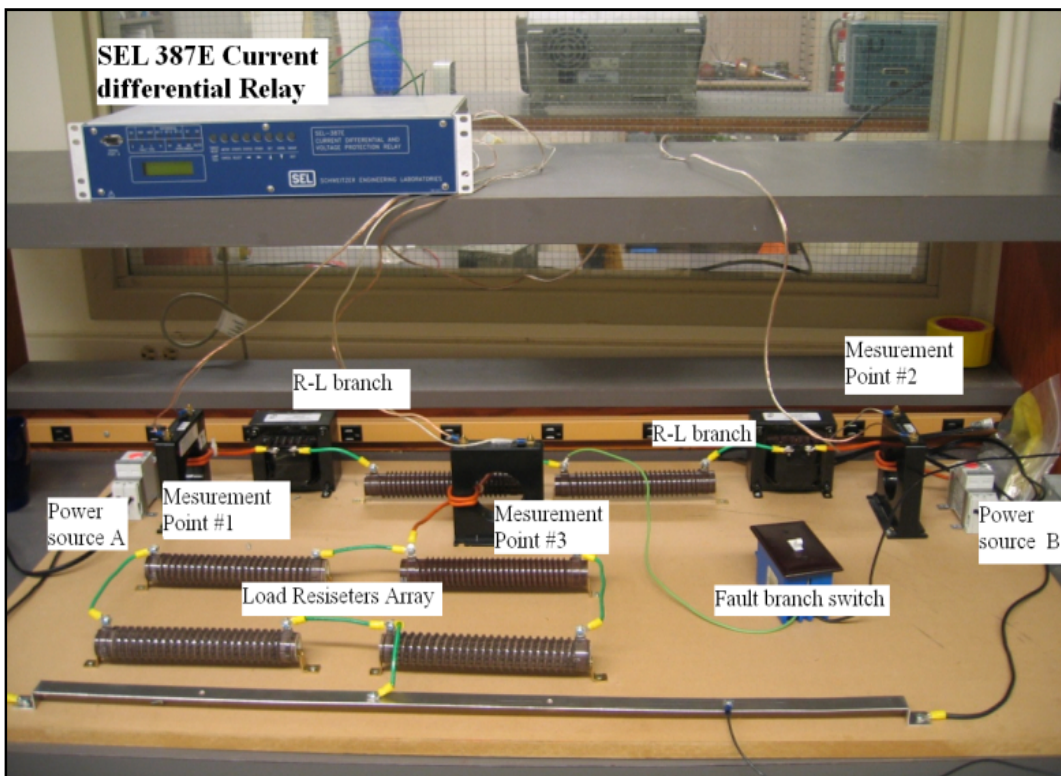 SEL 387E Current
differential Relay
SEL-387E
CURRENT DIFFERENTIAL AND
VOLTAGE PROTECTION RELAY
SEL
SCHWEITZER ENGINEERING LABORATORIES
Mesurement
Point #2
R-L branch
R-L branch
Power
source A
Mesurement
Point #1
Mesurement
Point #3
Power
source B
Load Resiseters Array
Fault branch switch